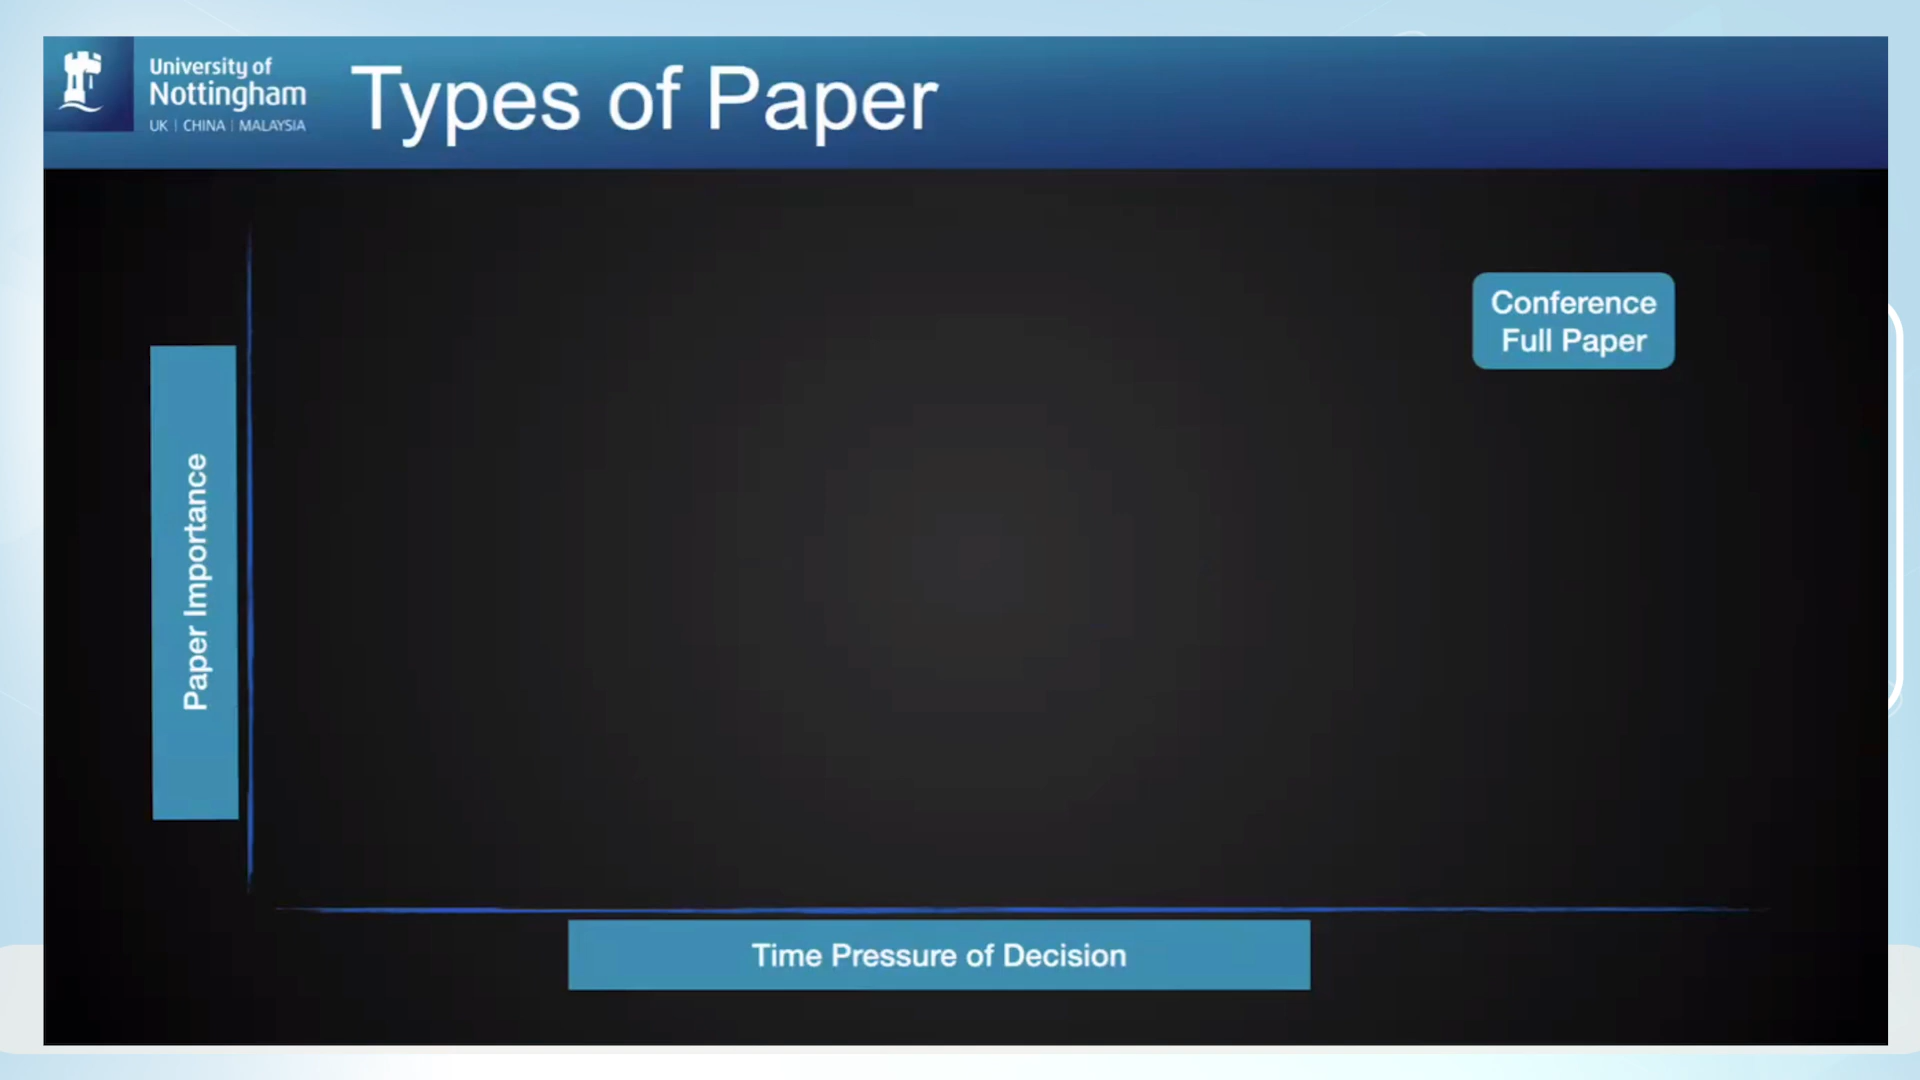 University of
Nottingham
UK | CHINA | MALAYSIA
Types of Paper
Conference
Full Paper
Paper Importance
Time Pressure of Decision